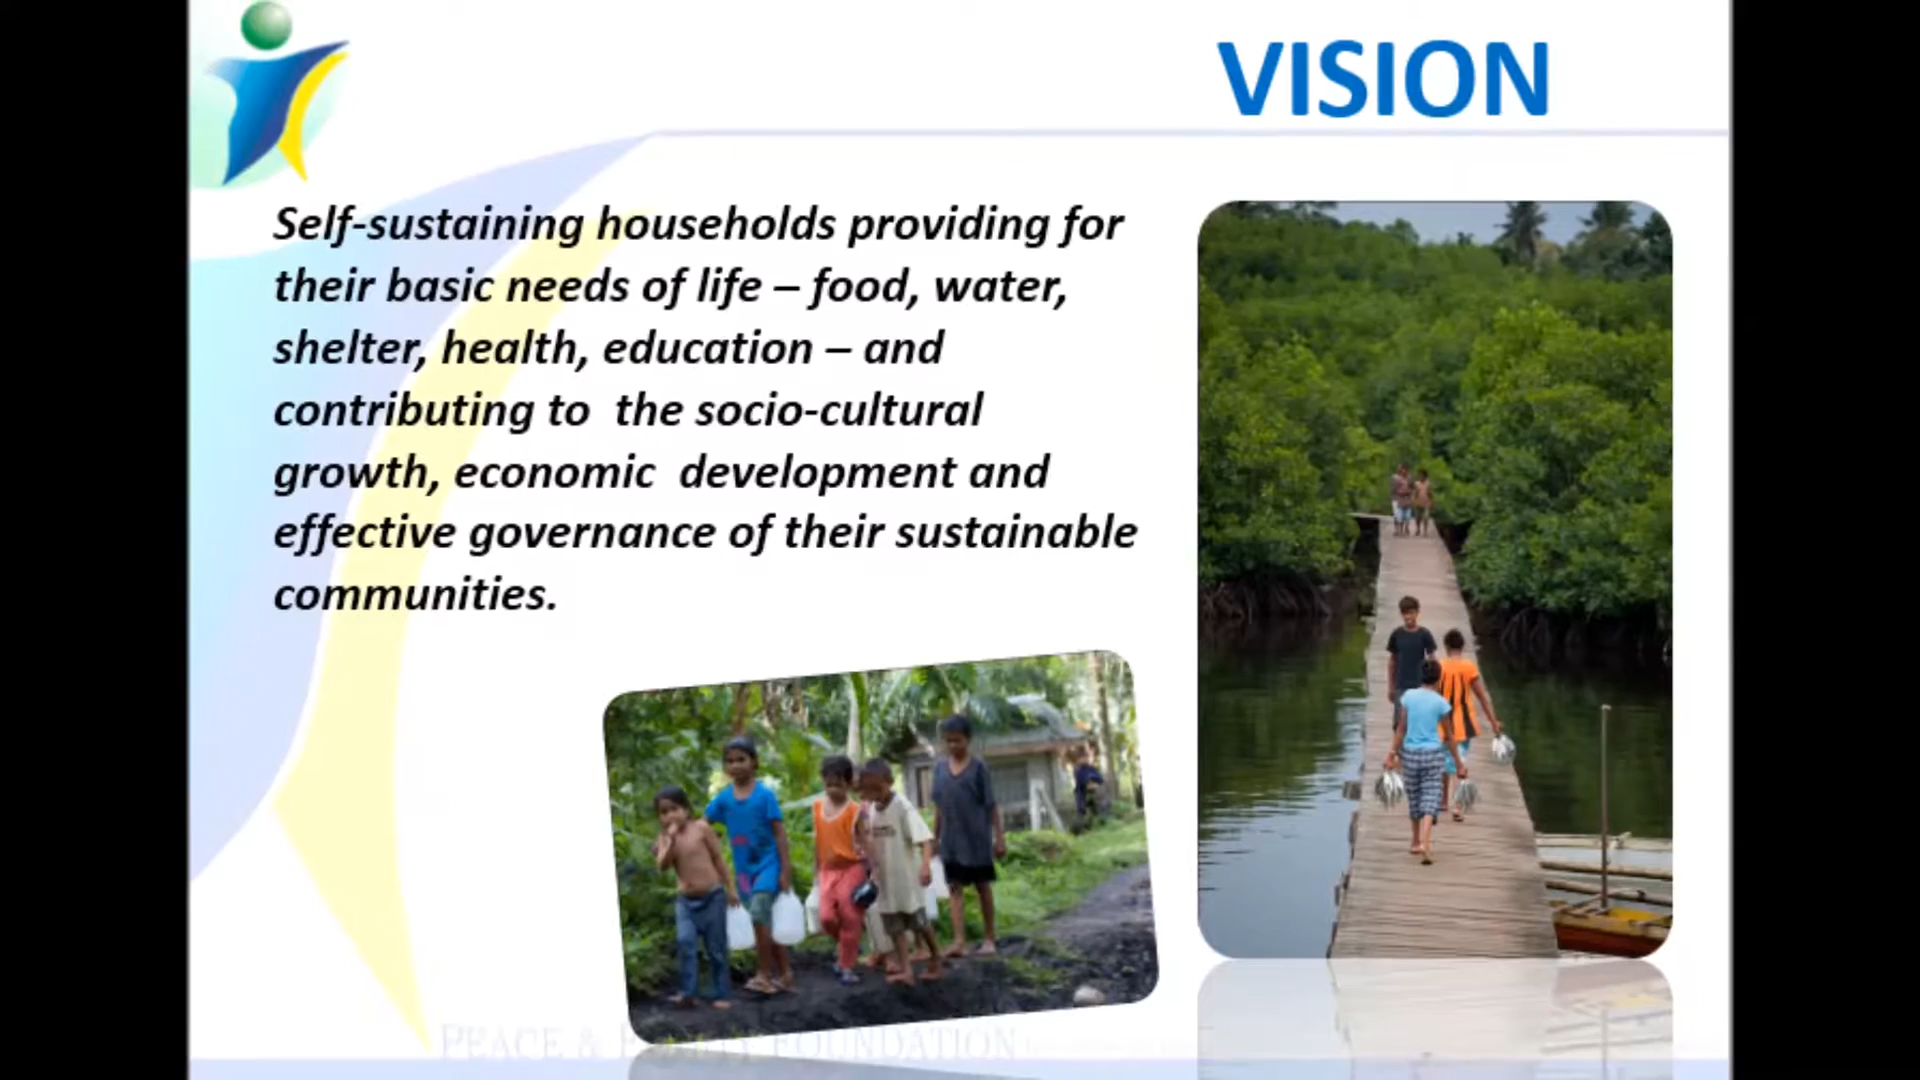 VISION
Self-sustaining households providing for
their basic needs of life – food, water,
shelter, health, education – and
contributing to  the socio-cultural
growth, economic  development and
effective governance of their sustainable
communities.
PEACE & FOUNDATION